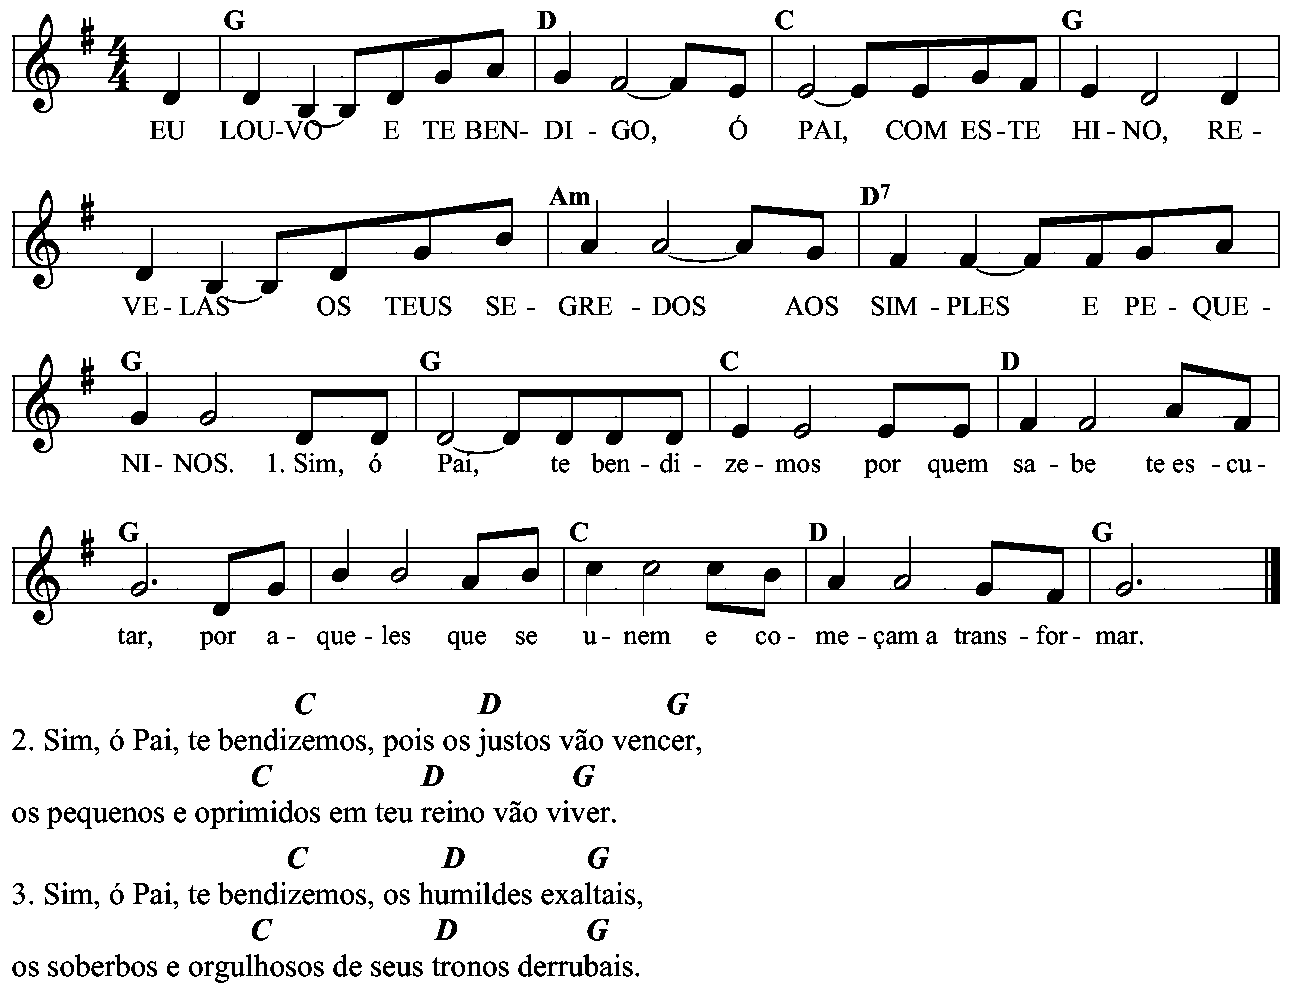 G D C G
4
4
EU LOU-VO E TE BEN- DI - GO, Ó PAI, COM ES-TE HI - NO, RE -
Am D7
VE- LAS OS TEUS SE - GRE - DOS AOS SIM - PLES E PE - QUE -
G G C D
NI- NOS. 1. Sim, ó Pai, te ben - di - ze- mos por quem sa - be te es - cu -
G C D G
tar, por a - que- les que se u - nem e co- me - çam a trans - for - mar.
C D G
2. Sim, ó Pai, te bendizemos, pois os justos vão vencer,
C D G
os pequenos e oprimidos em teu reino vão viver.
C D G
3. Sim, ó Pai, te bendizemos, os humildes exaltais,
C D G
os soberbos e orgulhosos de seus tronos derrubais.